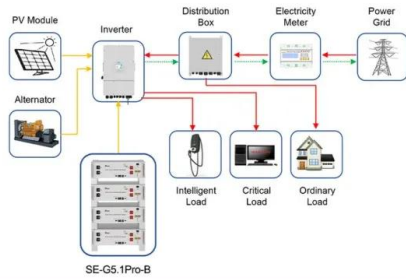 PV Module
Inverter
Distribution
Box
Electricity
Meter
Power
Grid
Alternator
Intelligent
Load
Critical
Load
Ordinary
Load
SE-G5.1Pro-B